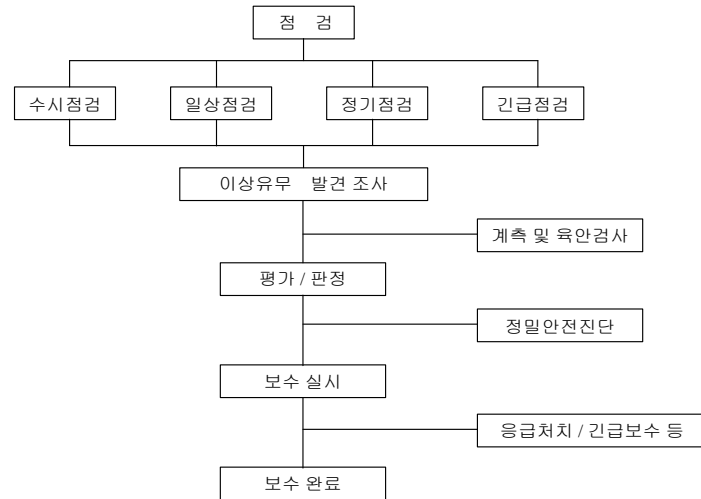 점 검
수시점검
일상점검
정기점검
긴급점검
이상유무 발견 조사
계측 및 육안검사
평가 / 판정
정밀안전진단
보수 실시
응급처치 / 긴급보수 등
보수 완료